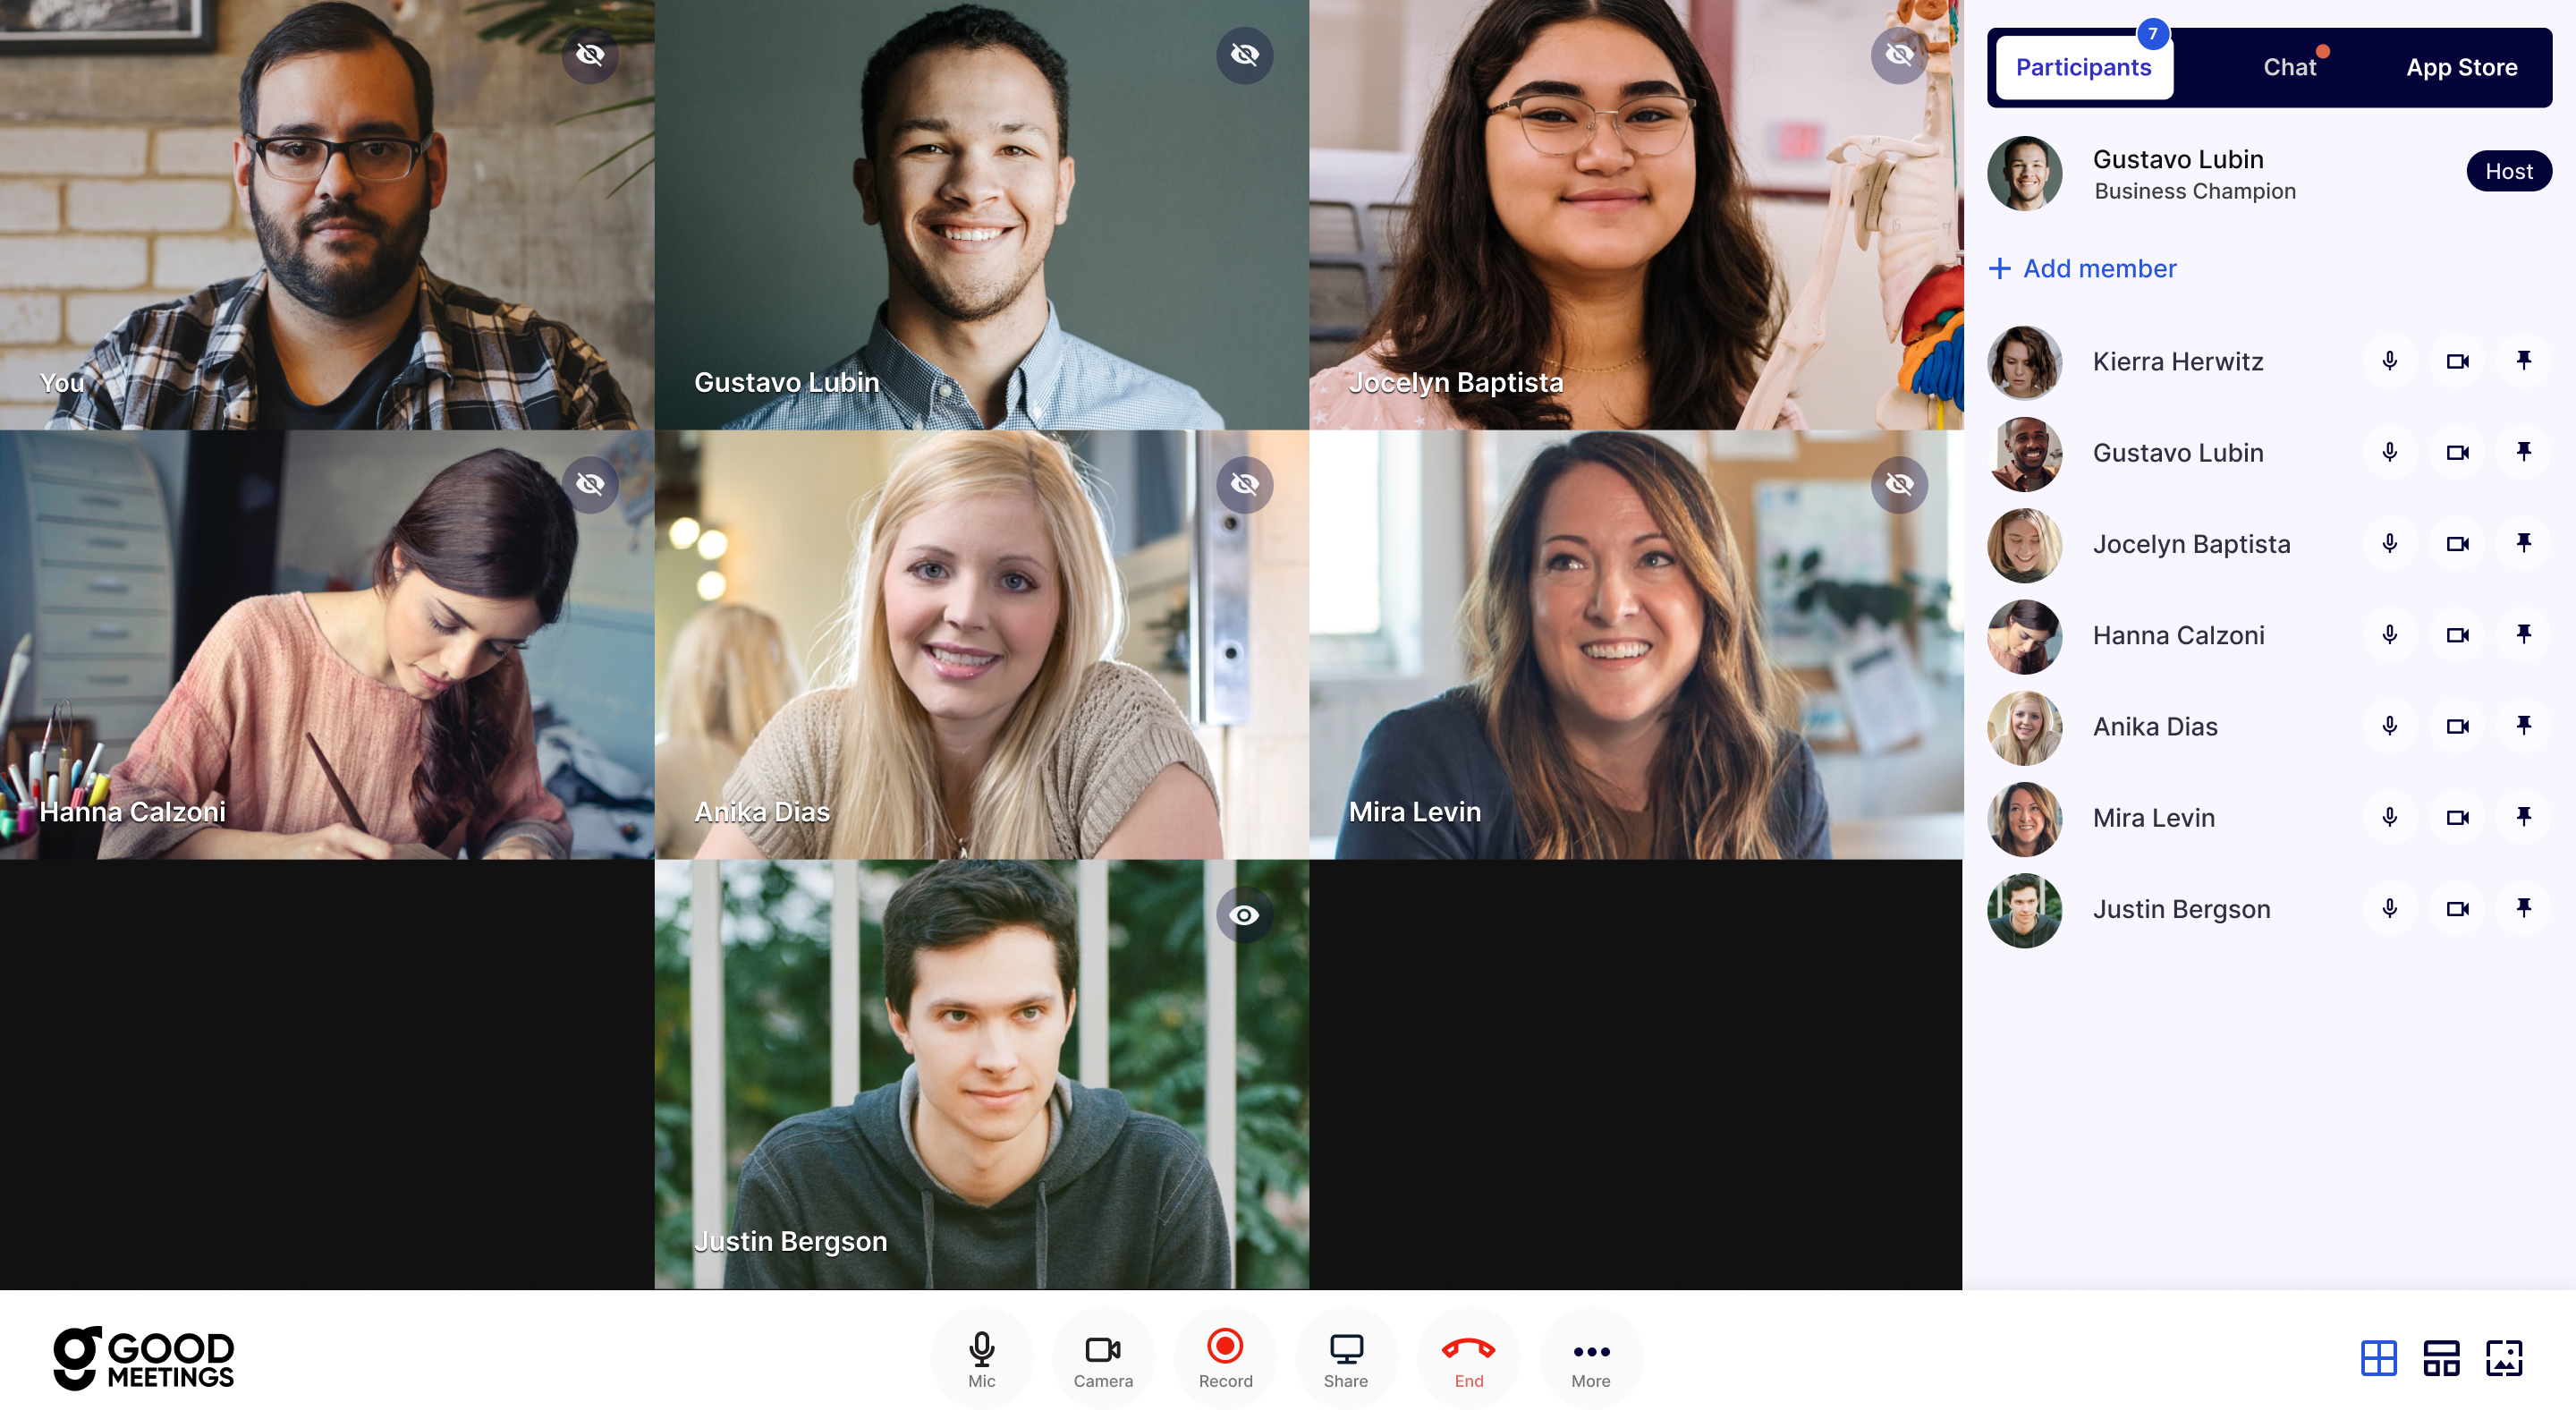 You
Gustavo Lubin
Jocelyn Baptista
Hanna Calzoni
Anika Dias
Mira Levin
Justin Bergson
7
Participants
Chat
App Store
Gustavo Lubin
Business Champion
Host
+ Add member
Kierra Herwitz
Gustavo Lubin
Jocelyn Baptista
Hanna Calzoni
Anika Dias
Mira Levin
Justin Bergson
GOOD
MEETINGS
Mic
Camera
Record
Share
End
More